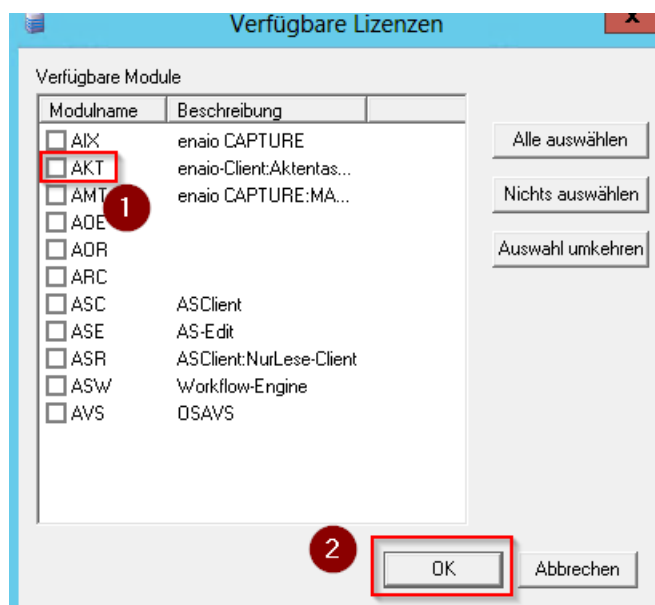 Verfügbare Lizenzen
x
Verfügbare Module
Modulname Beschreibung
AIX enaio CAPTURE
AKT enaio-Client:Aktentas...
AMT enaio CAPTURE:MA...
AOE
AOR
ARC
ASC ASClient
ASE AS-Edit
ASR ASClient:NurLese-Client
ASW Workflow-Engine
AVS OSAVS
Alle auswählen
Nichts auswählen
Auswahl umkehren
1
2
OK Abbrechen